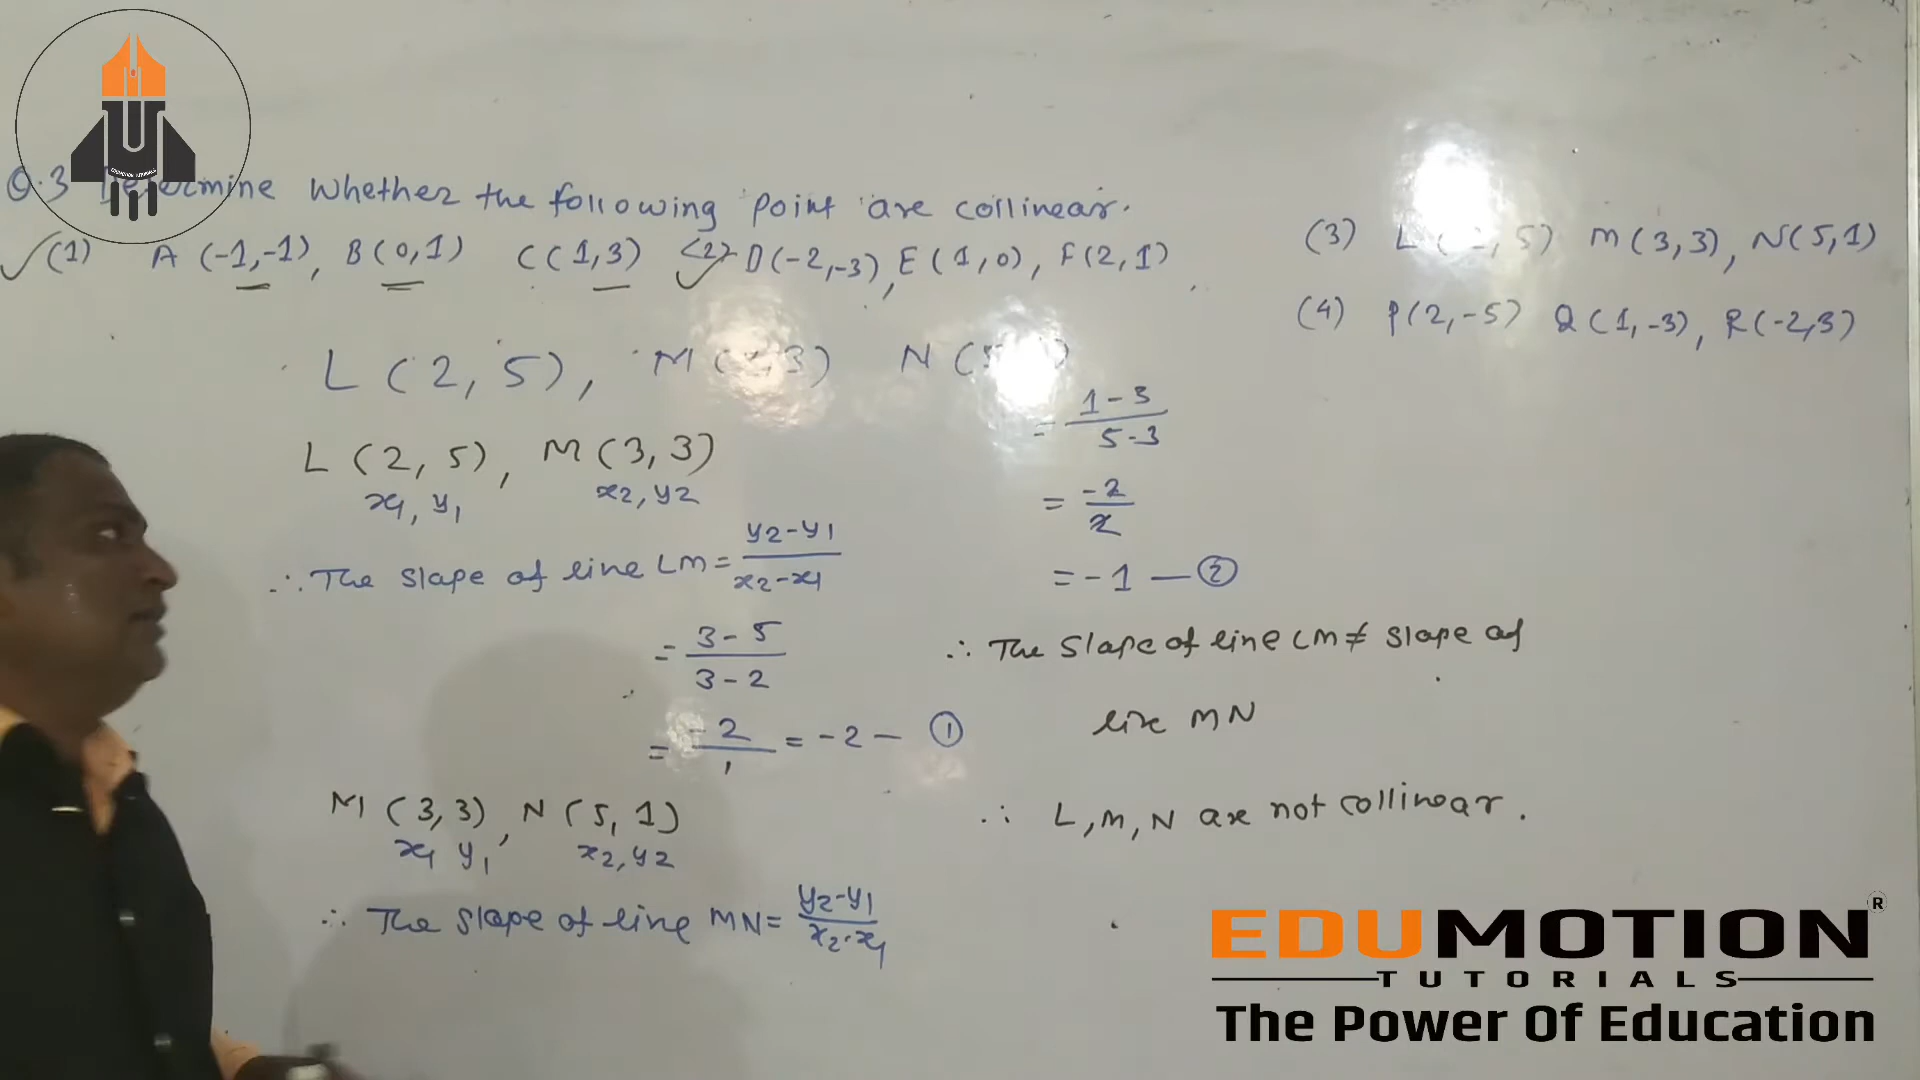 Q.3 Determine whether the following point are collinear.
(1) A (-1,-1), B(0,1) C(1,3) (2) D(-2,-3), E(1,0), F(2,1)
(3) L( ,5) M(3,3), N(5,1)
(4) P(2,-5) Q(1,-3), R(-2,3)
L (2, 5), M( ,3) N (5
L (2, 5), M (3, 3)
x1, y1 x2, y2
∴ The slope of line LM = y2-y1 / x2-x1
= 3-5 / 3-2
= -2 / 1 = -2 — ①
M (3,3), N (5, 1)
x1 y1 x2, y2
∴ The slope of line MN = y2-y1 / x2-x1
= 1-3 / 5-3
= -2 / 2
= -1 — ②
∴ The slope of line LM ≠ slope of
line MN
∴ L, M, N are not collinear.
EDUMOTION®
TUTORIALS
The Power Of Education